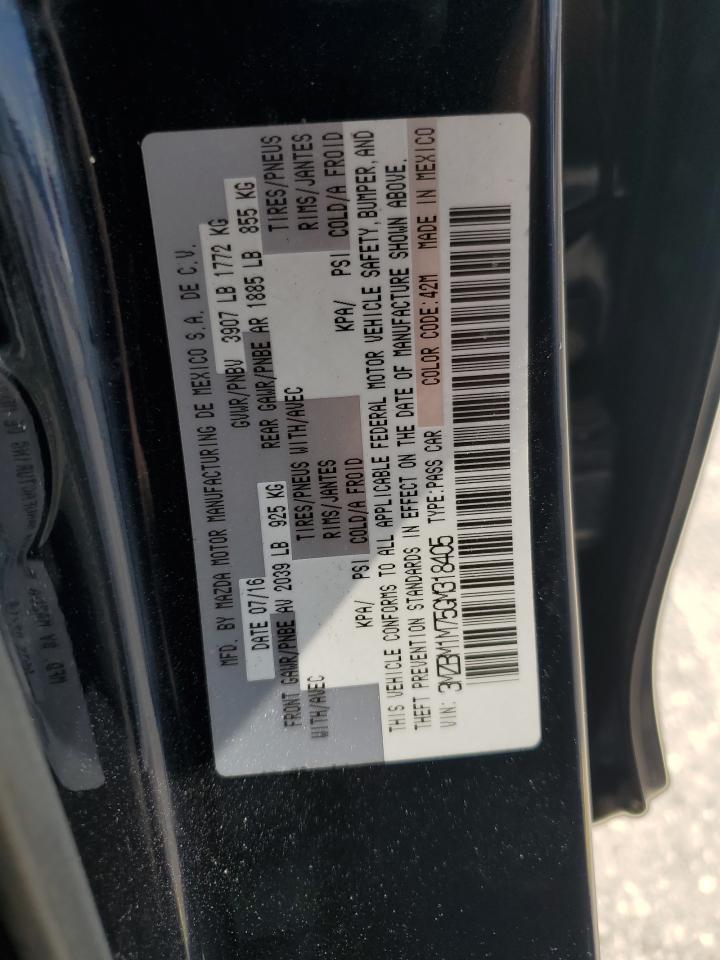 MFD. BY MAZDA MOTOR MANUFACTURING DE MEXICO S.A. DE C.V.
DATE 07/16 GVWR/PNBV 3907 LB 1772 KG
FRONT GAWR/PNBE AV 2039 LB 925 KG REAR GAWR/PNBE AR 1885 LB 855 KG
WITH/AVEC TIRES/PNEUS WITH/AVEC TIRES/PNEUS
RIMS/JANTES RIMS/JANTES
KPA/ PSI COLD/A FROID KPA/ PSI COLD/A FROID
THIS VEHICLE CONFORMS TO ALL APPLICABLE FEDERAL MOTOR VEHICLE SAFETY, BUMPER, AND
THEFT PREVENTION STANDARDS IN EFFECT ON THE DATE OF MANUFACTURE SHOWN ABOVE.
VIN: 3MZBM1M75GM318405 TYPE:PASS CAR COLOR CODE:42M MADE IN MEXICO